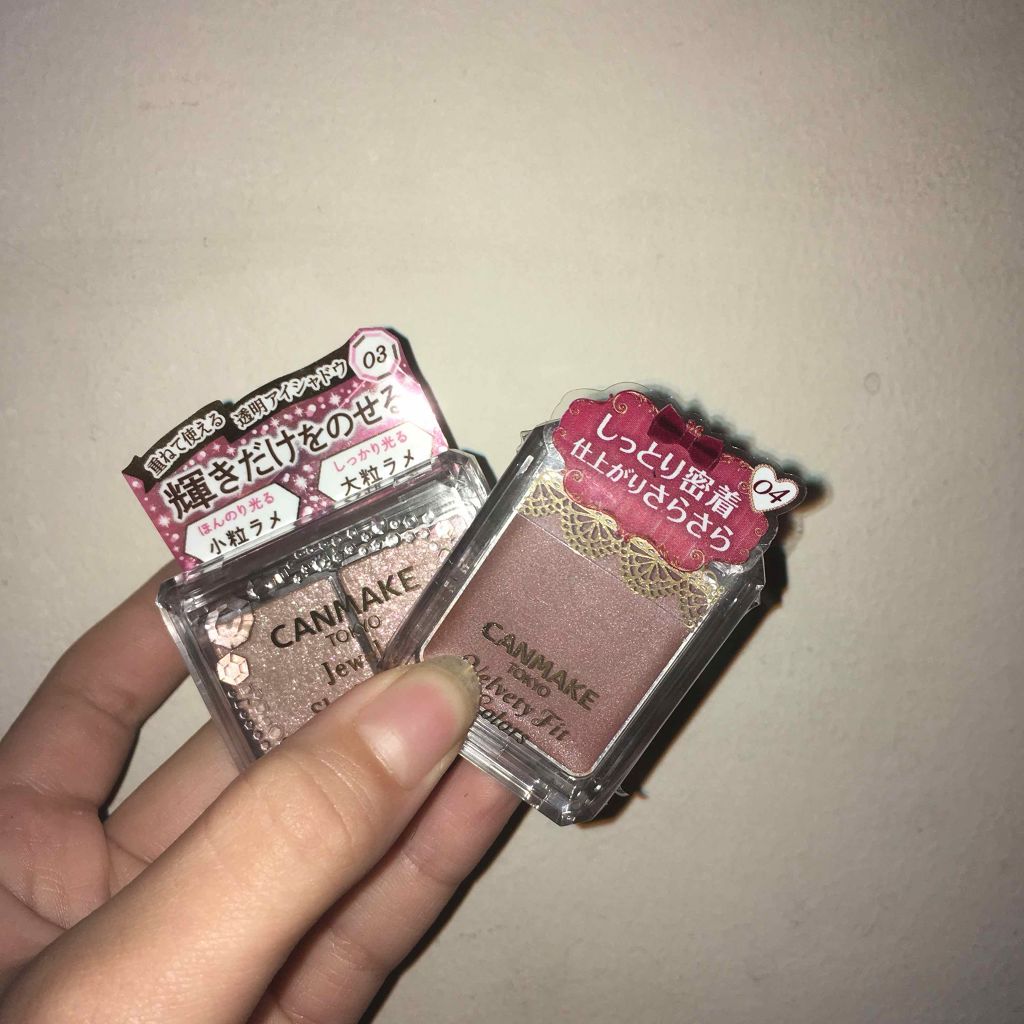 重ねて使える 透明アイシャドウ
03
輝きだけをのせる
ほんのり光る
小粒ラメ
しっかり光る
大粒ラメ
CANMAKE
TOKYO
しっとり密着
仕上がりさらさら
04
CANMAKE
TOKYO
Velvety Fit
Colors